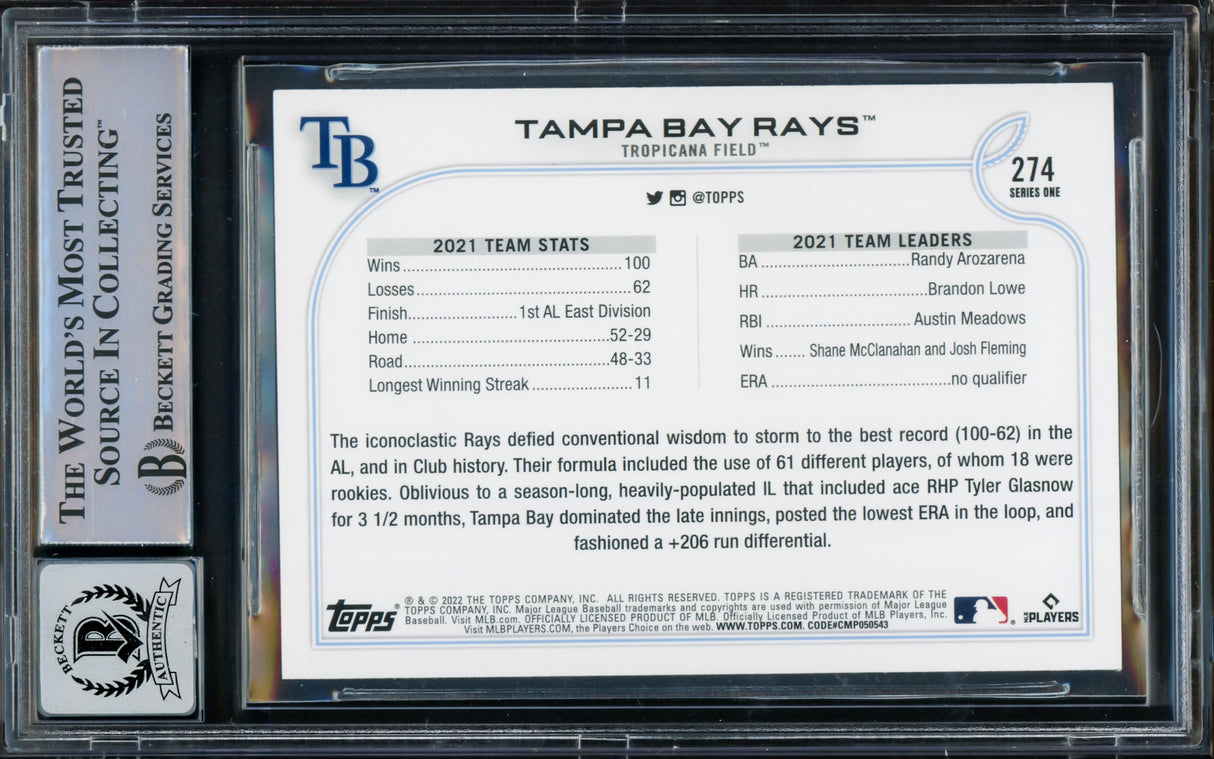 THE WORLD'S MOST TRUSTED
SOURCE IN COLLECTING™
B BECKETT GRADING SERVICES
BECKETT
B
AUTHENTIC
TB™
TAMPA BAY RAYS™
TROPICANA FIELD™
274
SERIES ONE
@TOPPS
2021 TEAM STATS
Wins ........ 100
Losses ........ 62
Finish ........ 1st AL East Division
Home ........ 52-29
Road ........ 48-33
Longest Winning Streak ........ 11
2021 TEAM LEADERS
BA ........ Randy Arozarena
HR ........ Brandon Lowe
RBI ........ Austin Meadows
Wins ....... Shane McClanahan and Josh Fleming
ERA ........ no qualifier
The iconoclastic Rays defied conventional wisdom to storm to the best record (100-62) in the
AL, and in Club history. Their formula included the use of 61 different players, of whom 18 were
rookies. Oblivious to a season-long, heavily-populated IL that included ace RHP Tyler Glasnow
for 3 1/2 months, Tampa Bay dominated the late innings, posted the lowest ERA in the loop, and
fashioned a +206 run differential.
topps®
® & © 2022 THE TOPPS COMPANY, INC. ALL RIGHTS RESERVED. TOPPS IS A REGISTERED TRADEMARK OF THE
TOPPS COMPANY, INC. Major League Baseball trademarks and copyrights are used with permission of Major League
Baseball. Visit MLB.com. OFFICIALLY LICENSED PRODUCT OF MLB. Officially Licensed Product of MLB Players, Inc.
Visit MLBPLAYERS.COM, the Players Choice on the web. WWW.TOPPS.COM. CODE#CMP050543
MLB PLAYERS